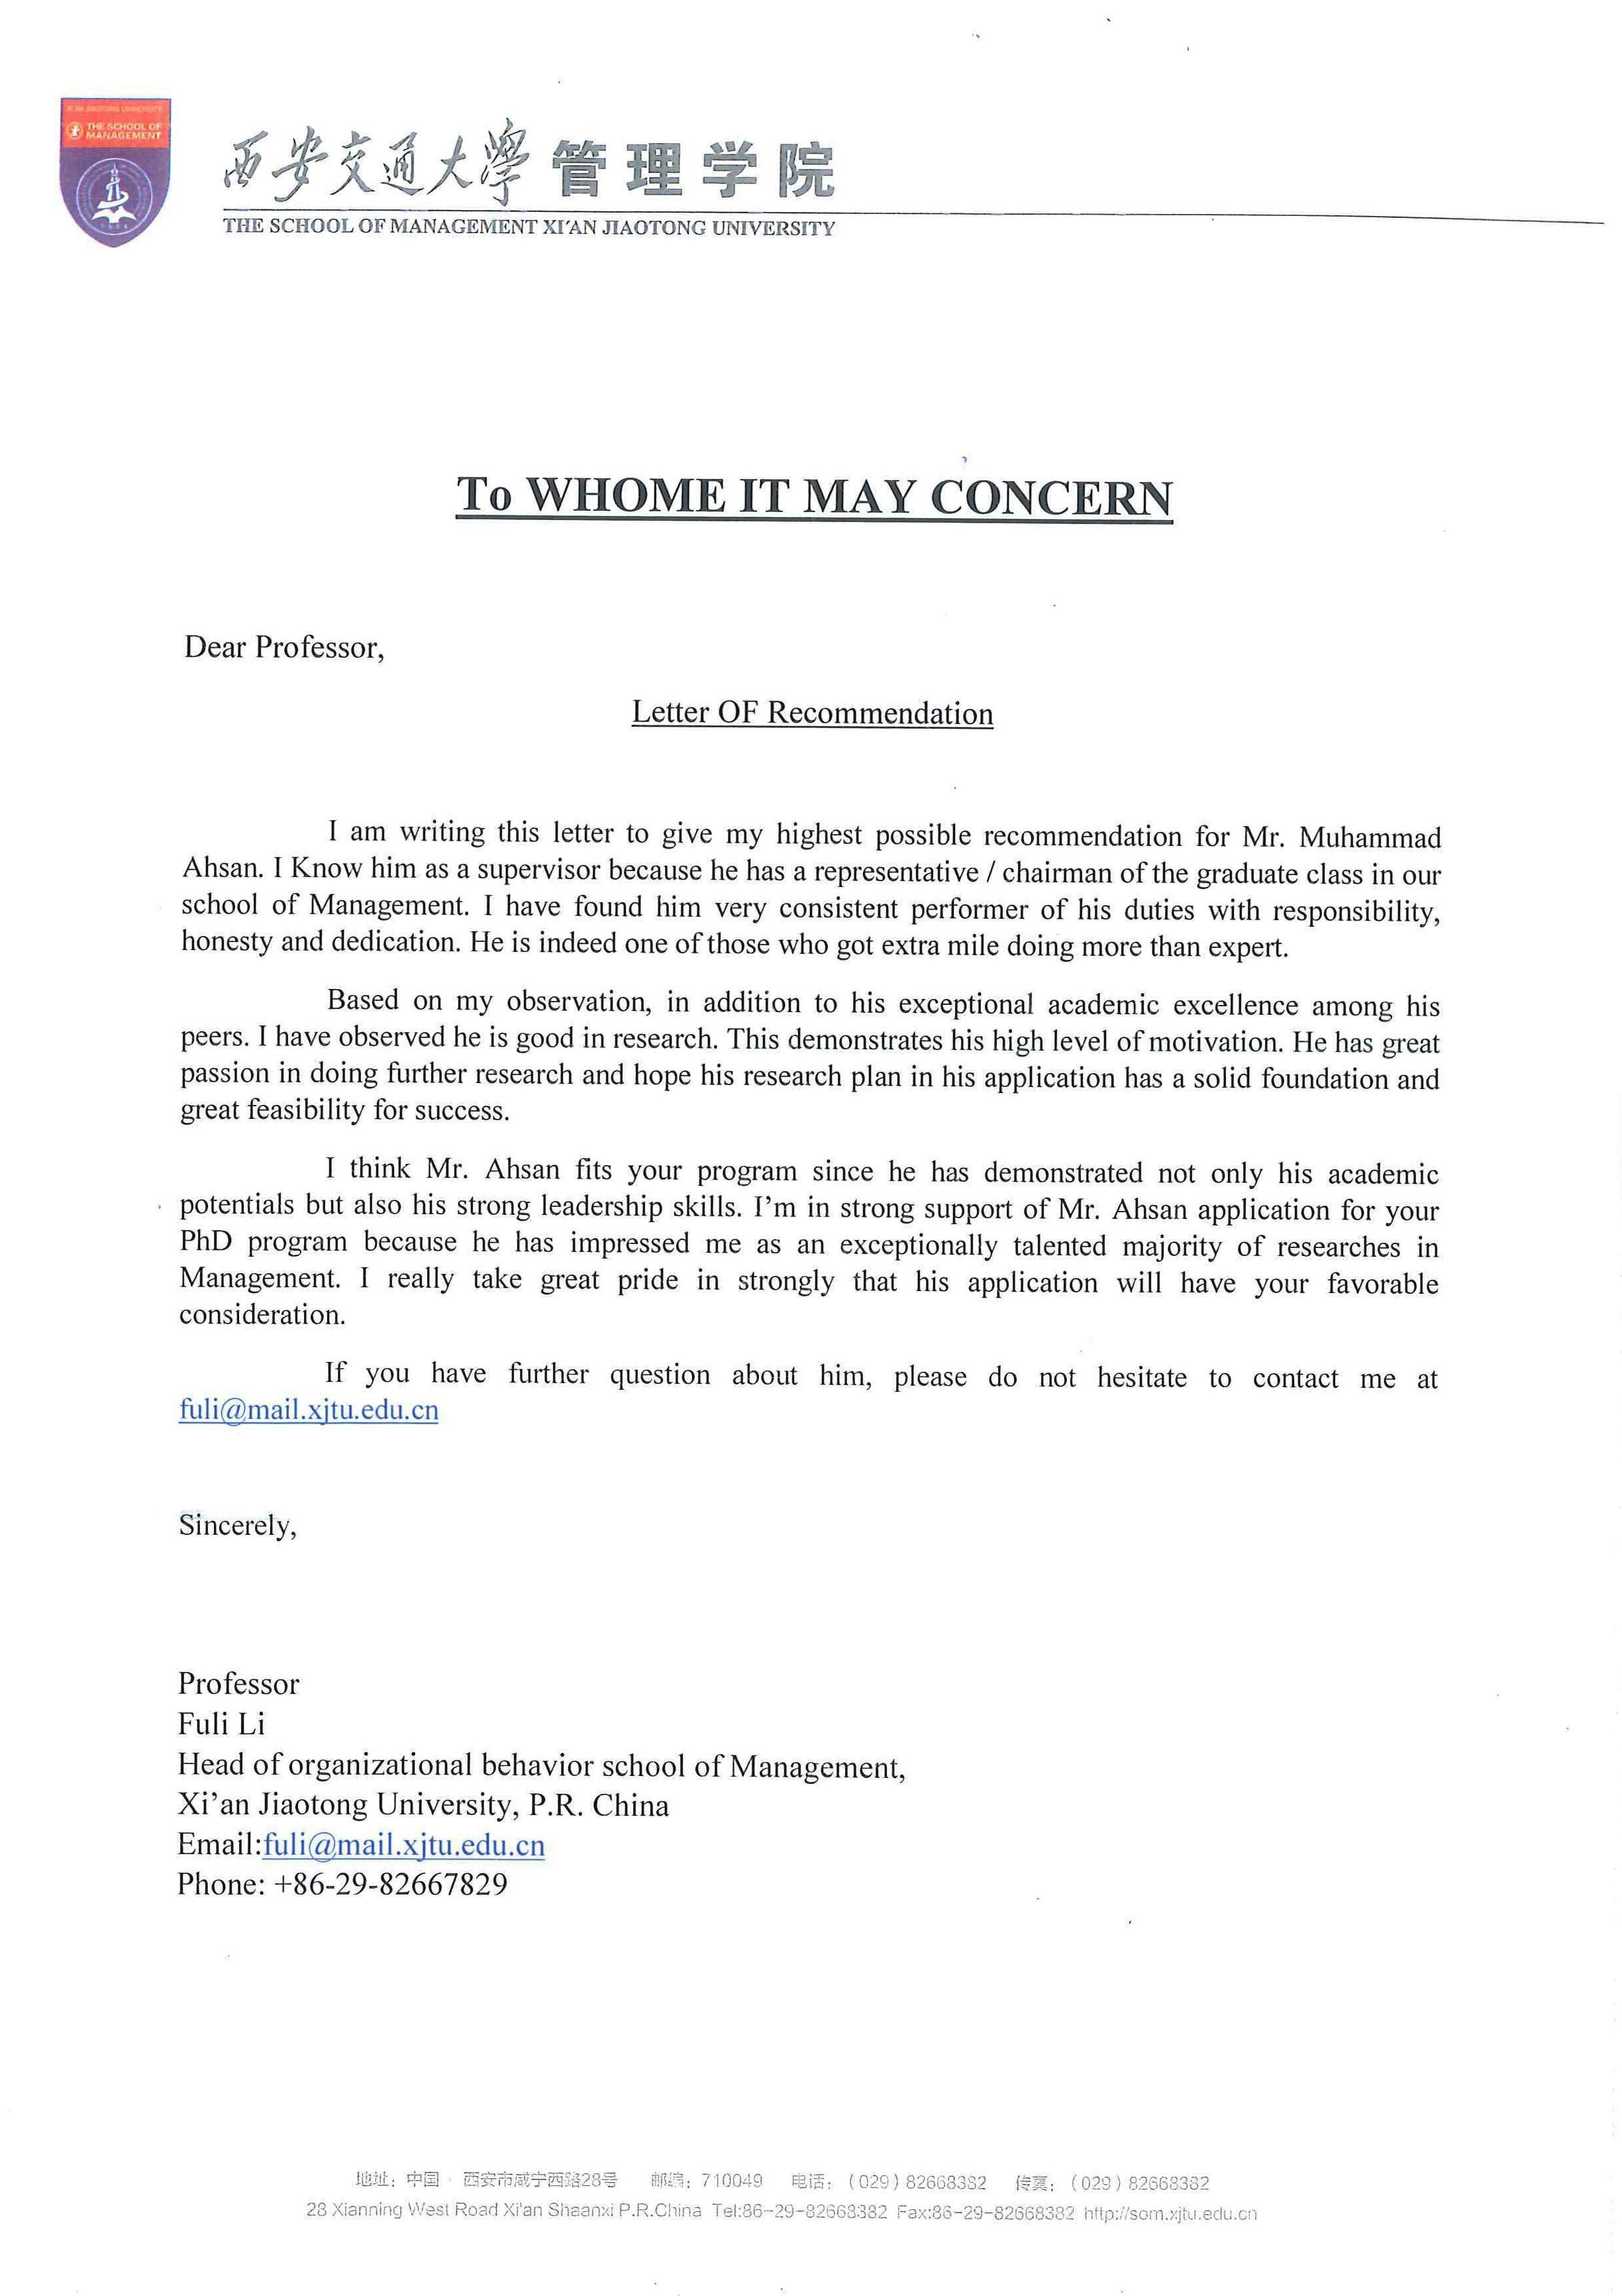 XI'AN JIAOTONG UNIVERSITY
THE SCHOOL OF
MANAGEMENT
西安交通大學 管理学院
THE SCHOOL OF MANAGEMENT XI'AN JIAOTONG UNIVERSITY
To WHOME IT MAY CONCERN
Dear Professor,
Letter OF Recommendation
I am writing this letter to give my highest possible recommendation for Mr. Muhammad
Ahsan. I Know him as a supervisor because he has a representative / chairman of the graduate class in our
school of Management. I have found him very consistent performer of his duties with responsibility,
honesty and dedication. He is indeed one of those who got extra mile doing more than expert.
Based on my observation, in addition to his exceptional academic excellence among his
peers. I have observed he is good in research. This demonstrates his high level of motivation. He has great
passion in doing further research and hope his research plan in his application has a solid foundation and
great feasibility for success.
I think Mr. Ahsan fits your program since he has demonstrated not only his academic
potentials but also his strong leadership skills. I'm in strong support of Mr. Ahsan application for your
PhD program because he has impressed me as an exceptionally talented majority of researches in
Management. I really take great pride in strongly that his application will have your favorable
consideration.
If you have further question about him, please do not hesitate to contact me at
fuli@mail.xjtu.edu.cn
Sincerely,
Professor
Fuli Li
Head of organizational behavior school of Management,
Xi'an Jiaotong University, P.R. China
Email:fuli@mail.xjtu.edu.cn
Phone: +86-29-82667829
地址：中国 · 西安市咸宁西路28号 邮编：710049 电话：(029) 82668382 传真：(029) 82668382
28 Xianning West Road Xi'an Shaanxi P.R.China Tel:86-29-82668382 Fax:86-29-82668382 http://som.xjtu.edu.cn